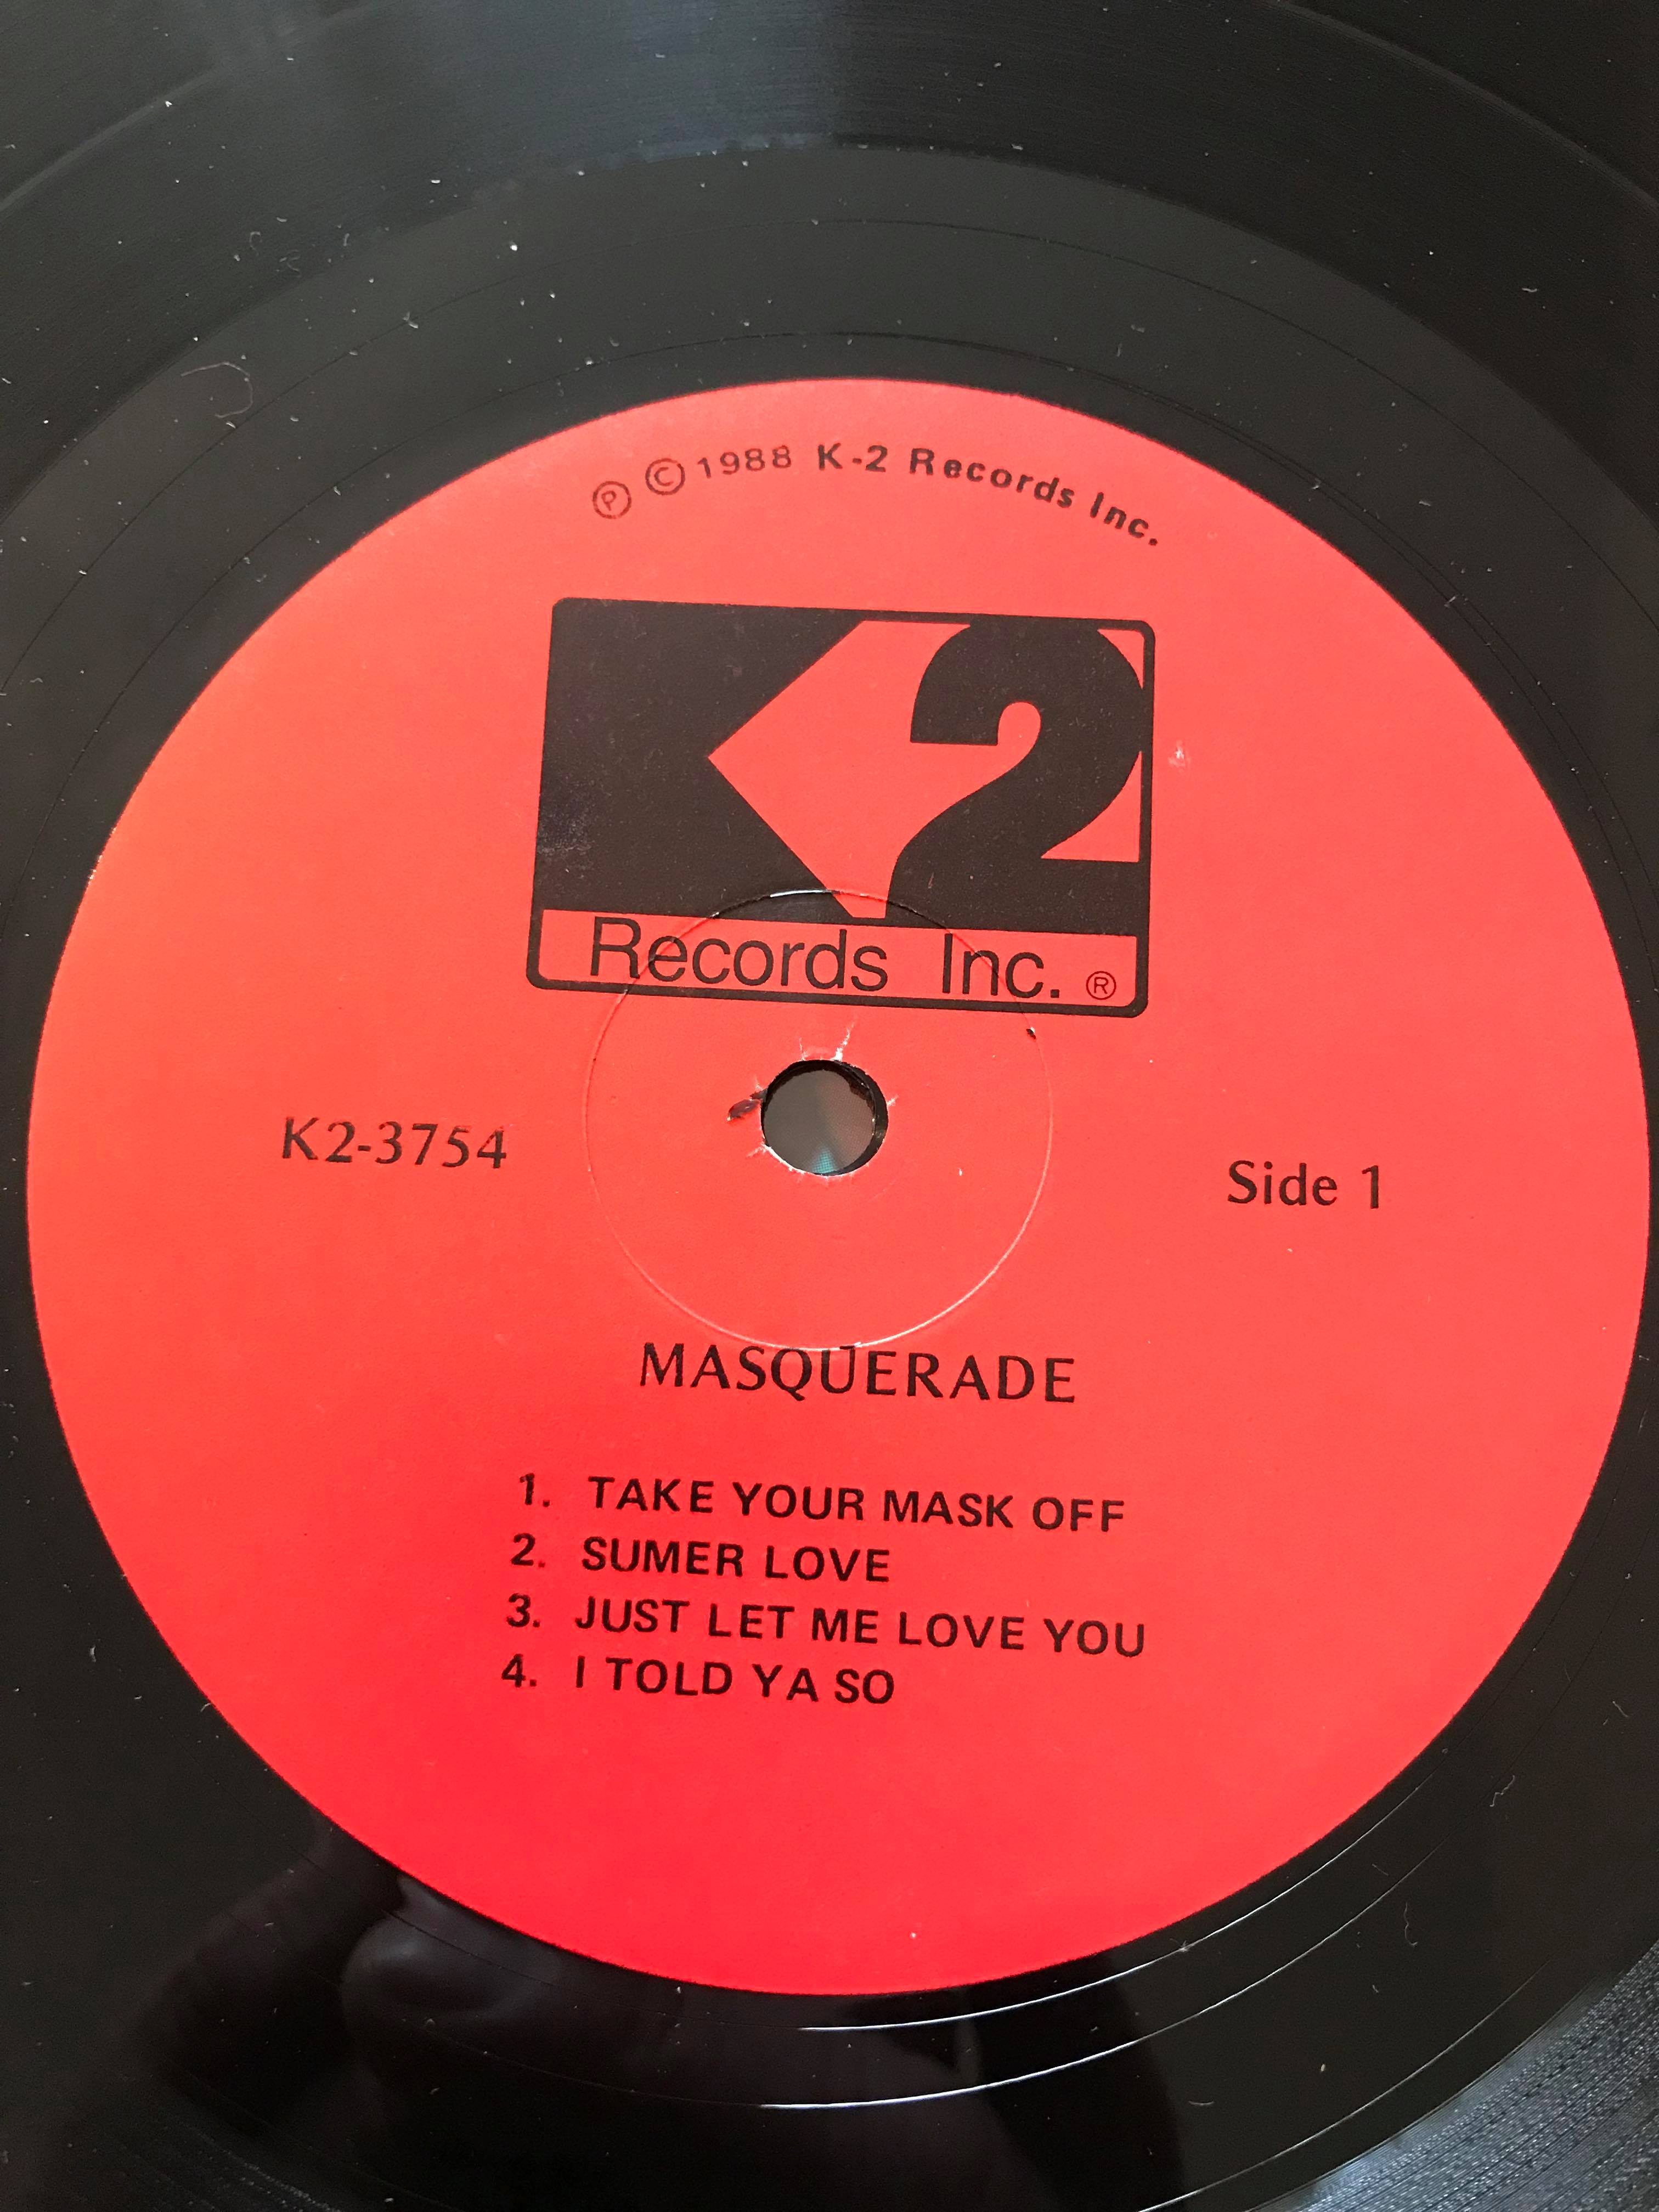 Ⓟ © 1988 K-2 Records Inc.
K2
Records Inc. ®
K2-3754
Side 1
MASQUERADE
1. TAKE YOUR MASK OFF
2. SUMER LOVE
3. JUST LET ME LOVE YOU
4. I TOLD YA SO